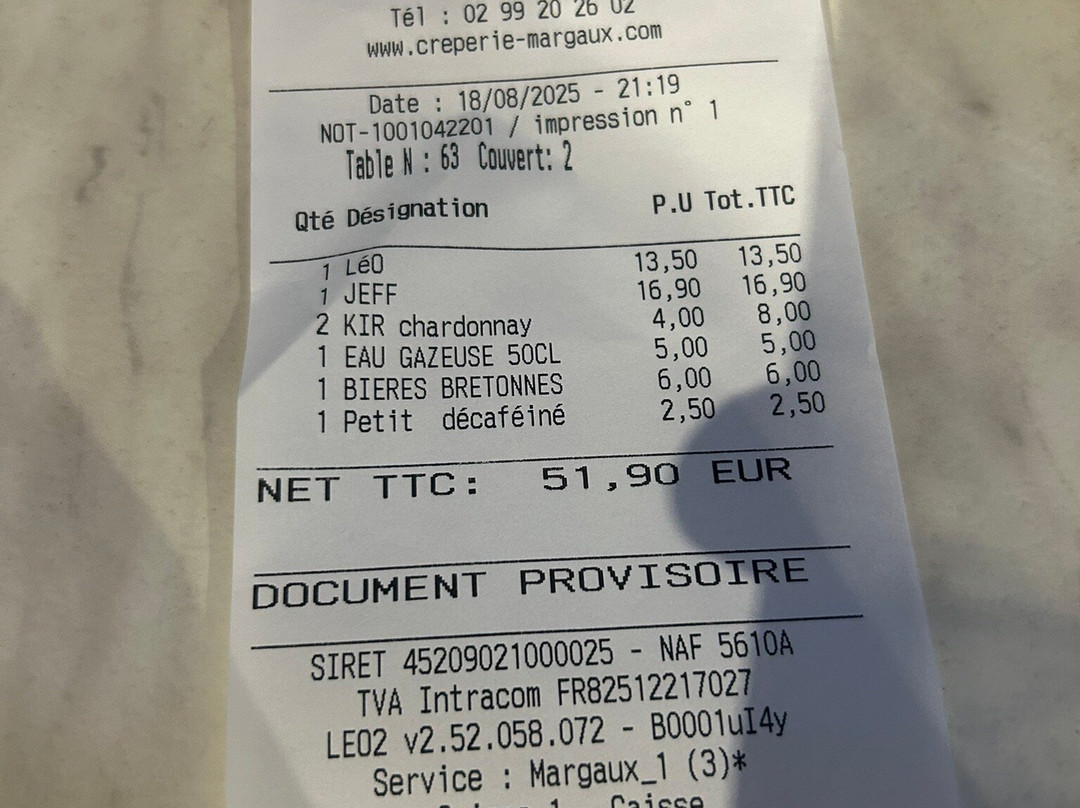 Tél : 02 99 20 26 02
www.creperie-margaux.com
Date : 18/08/2025 - 21:19
NOT-1001042201 / impression n° 1
Table N : 63 Couvert: 2
Qté Désignation P.U Tot.TTC
1 LéO 13,50 13,50
1 JEFF 16,90 16,90
2 KIR chardonnay 4,00 8,00
1 EAU GAZEUSE 50CL 5,00 5,00
1 BIERES BRETONNES 6,00 6,00
1 Petit décaféiné 2,50 2,50
NET TTC: 51,90 EUR
DOCUMENT PROVISOIRE
SIRET 45209021000025 - NAF 5610A
TVA Intracom FR82512217027
LEO2 v2.52.058.072 - B0001uI4y
Service : Margaux_1 (3)*
Caisse